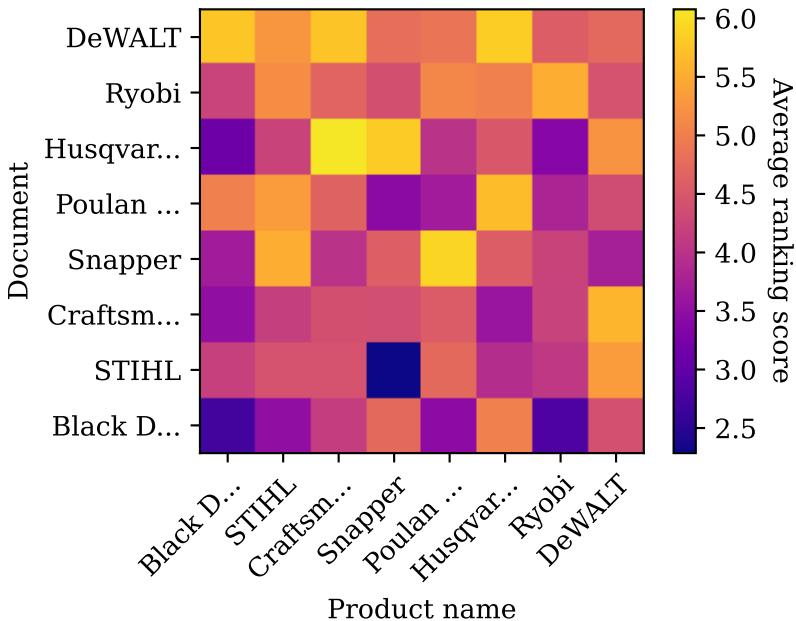 DeWALT
Ryobi
Husqvar...
Poulan ...
Snapper
Craftsm...
STIHL
Black D...
Document
Black D...
STIHL
Craftsm...
Snapper
Poulan ...
Husqvar...
Ryobi
DeWALT
Product name
6.0
5.5
5.0
4.5
4.0
3.5
3.0
2.5
Average ranking score